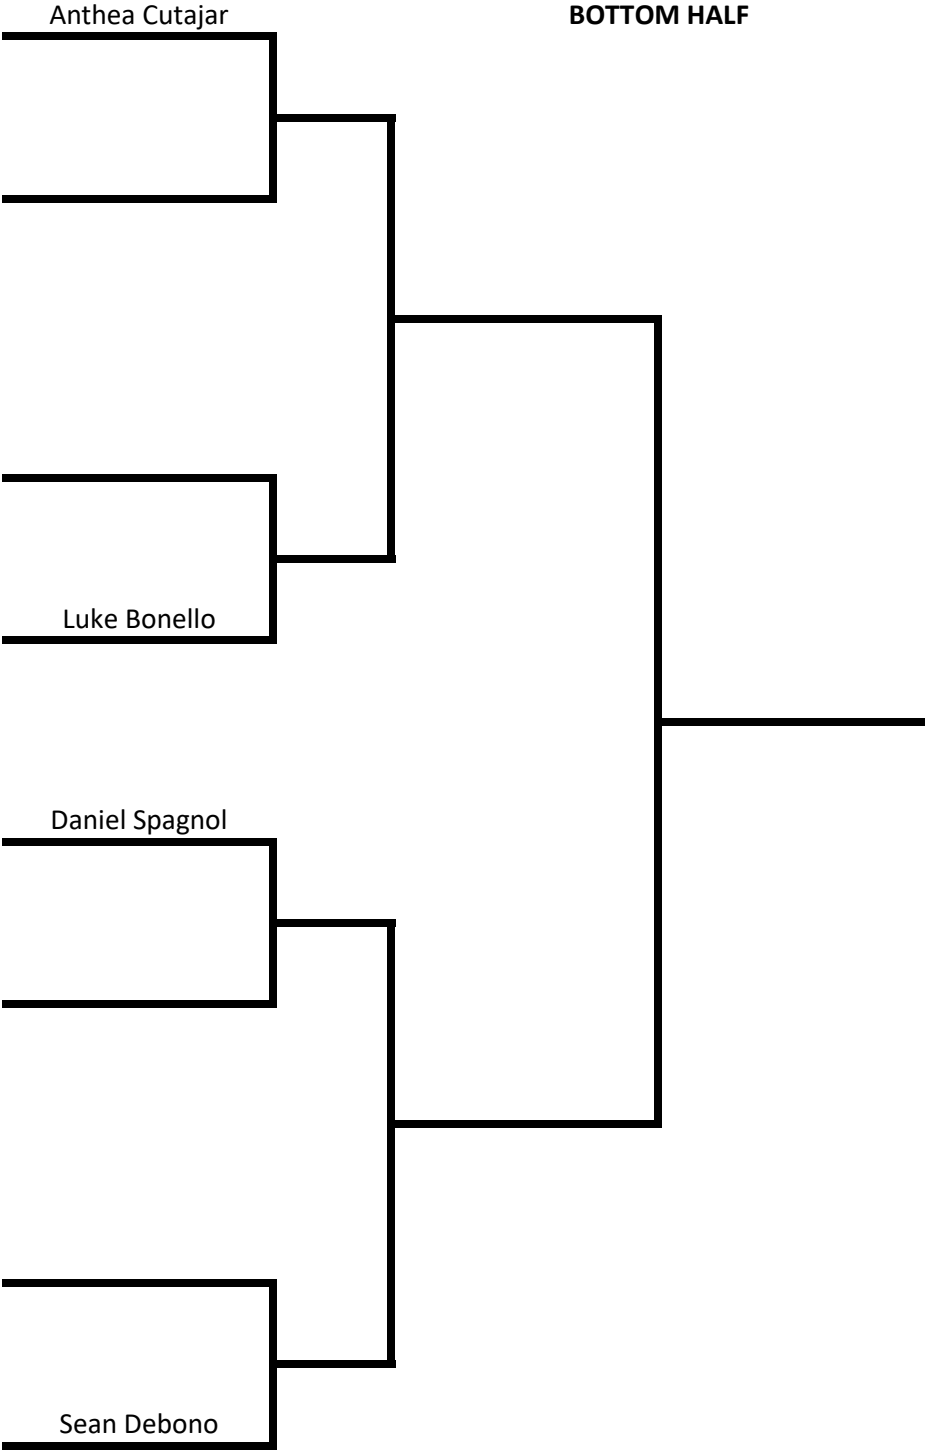 Anthea Cutajar
BOTTOM HALF
Luke Bonello
Daniel Spagnol
Sean Debono